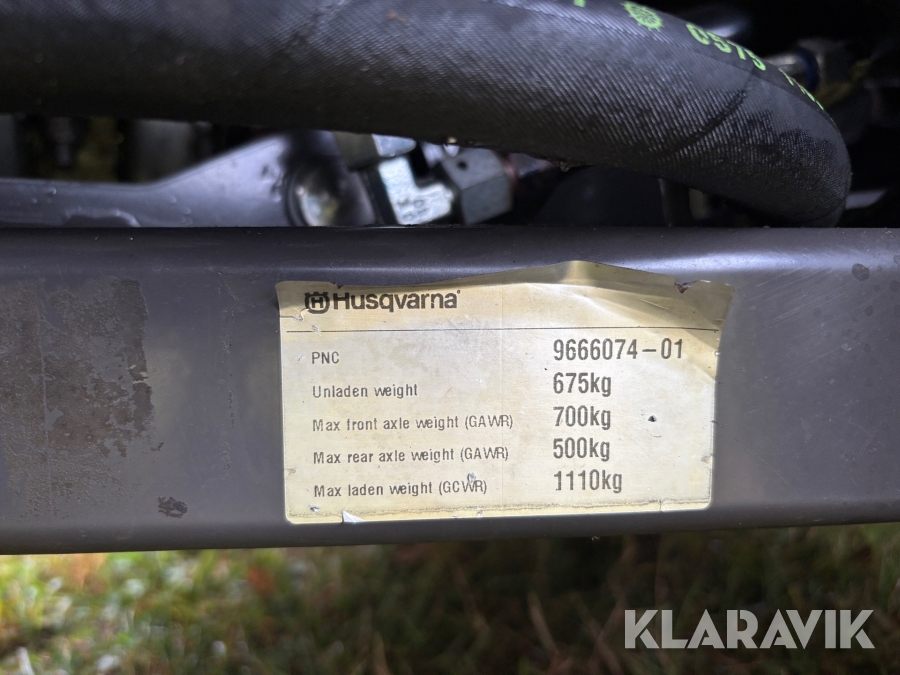 0575
Husqvarna
PNC 9666074-01
Unladen weight 675kg
Max front axle weight (GAWR) 700kg
Max rear axle weight (GAWR) 500kg
Max laden weight (GCWR) 1110kg
KLARAVIK